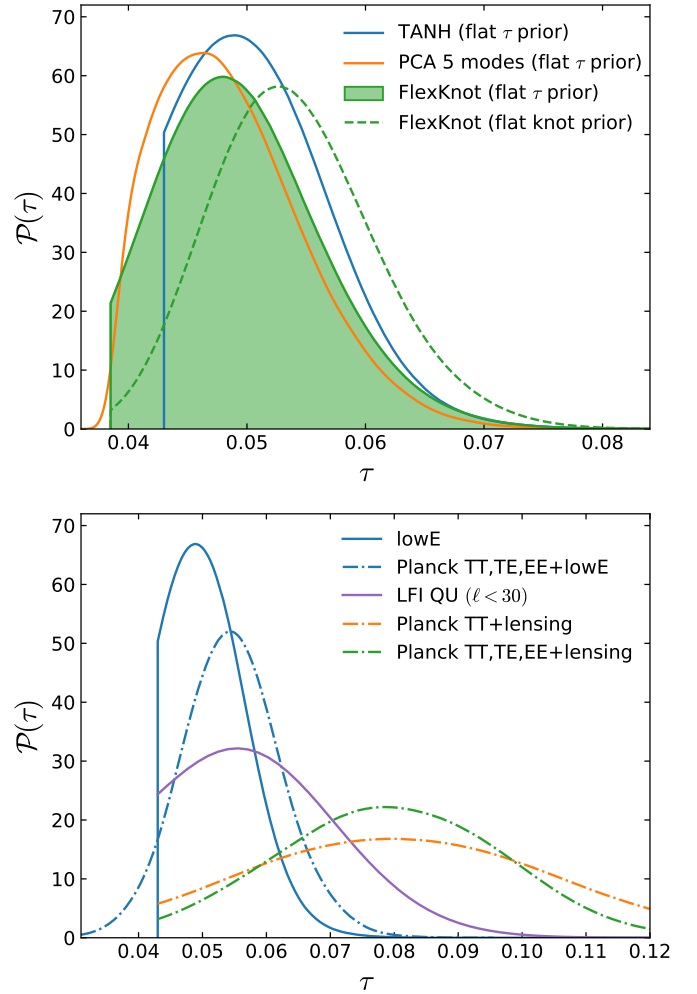 70
60
50
40
30
20
10
0
P(τ)
TANH (flat τ prior)
PCA 5 modes (flat τ prior)
FlexKnot (flat τ prior)
FlexKnot (flat knot prior)
0.04 0.05 0.06 0.07 0.08
τ
70
60
50
40
30
20
10
0
P(τ)
lowE
Planck TT,TE,EE+lowE
LFI QU (ℓ < 30)
Planck TT+lensing
Planck TT,TE,EE+lensing
0.04 0.05 0.06 0.07 0.08 0.09 0.10 0.11 0.12
τ